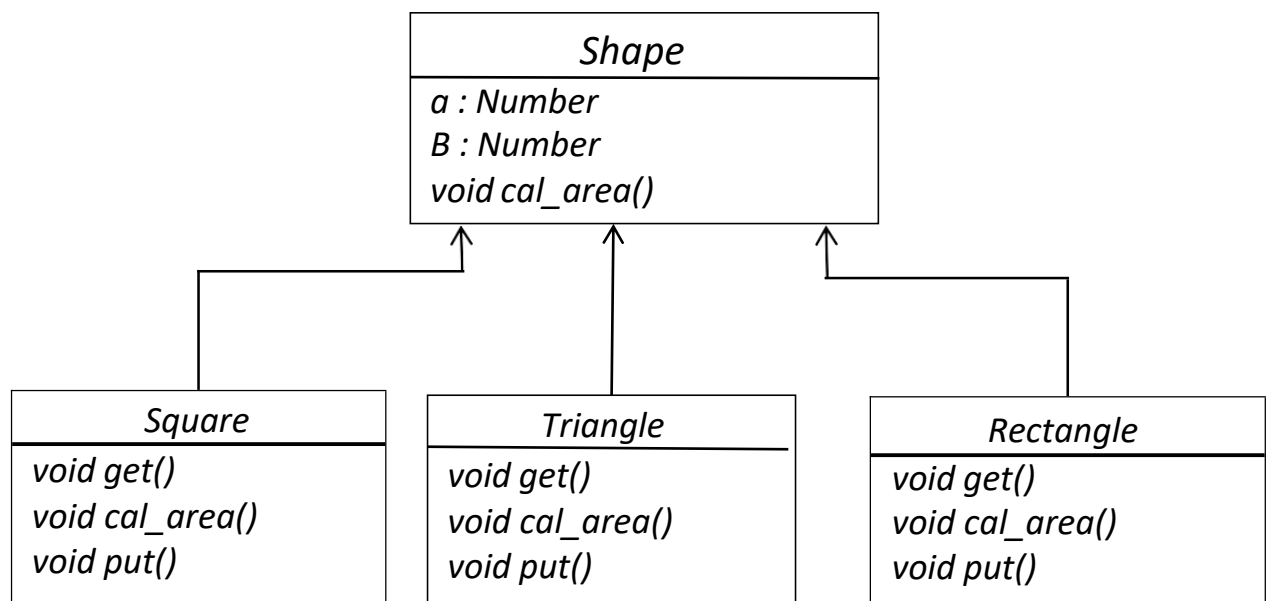 Shape
a : Number
B : Number
void cal_area()
Square
void get()
void cal_area()
void put()
Triangle
void get()
void cal_area()
void put()
Rectangle
void get()
void cal_area()
void put()